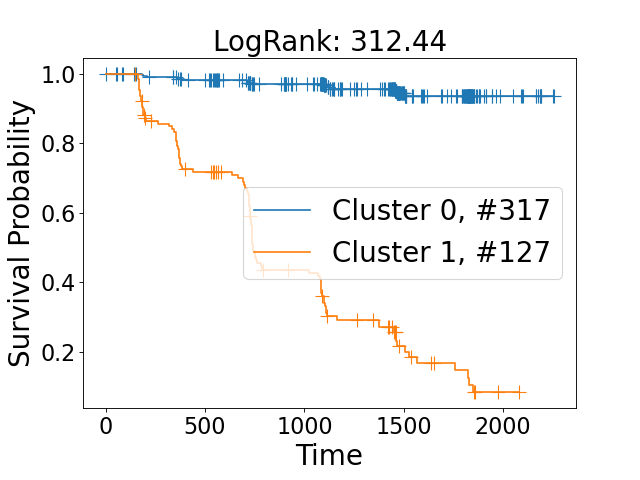 LogRank: 312.44
Survival Probability
1.0
0.8
0.6
0.4
0.2
Cluster 0, #317
Cluster 1, #127
0
500
1000
1500
2000
Time